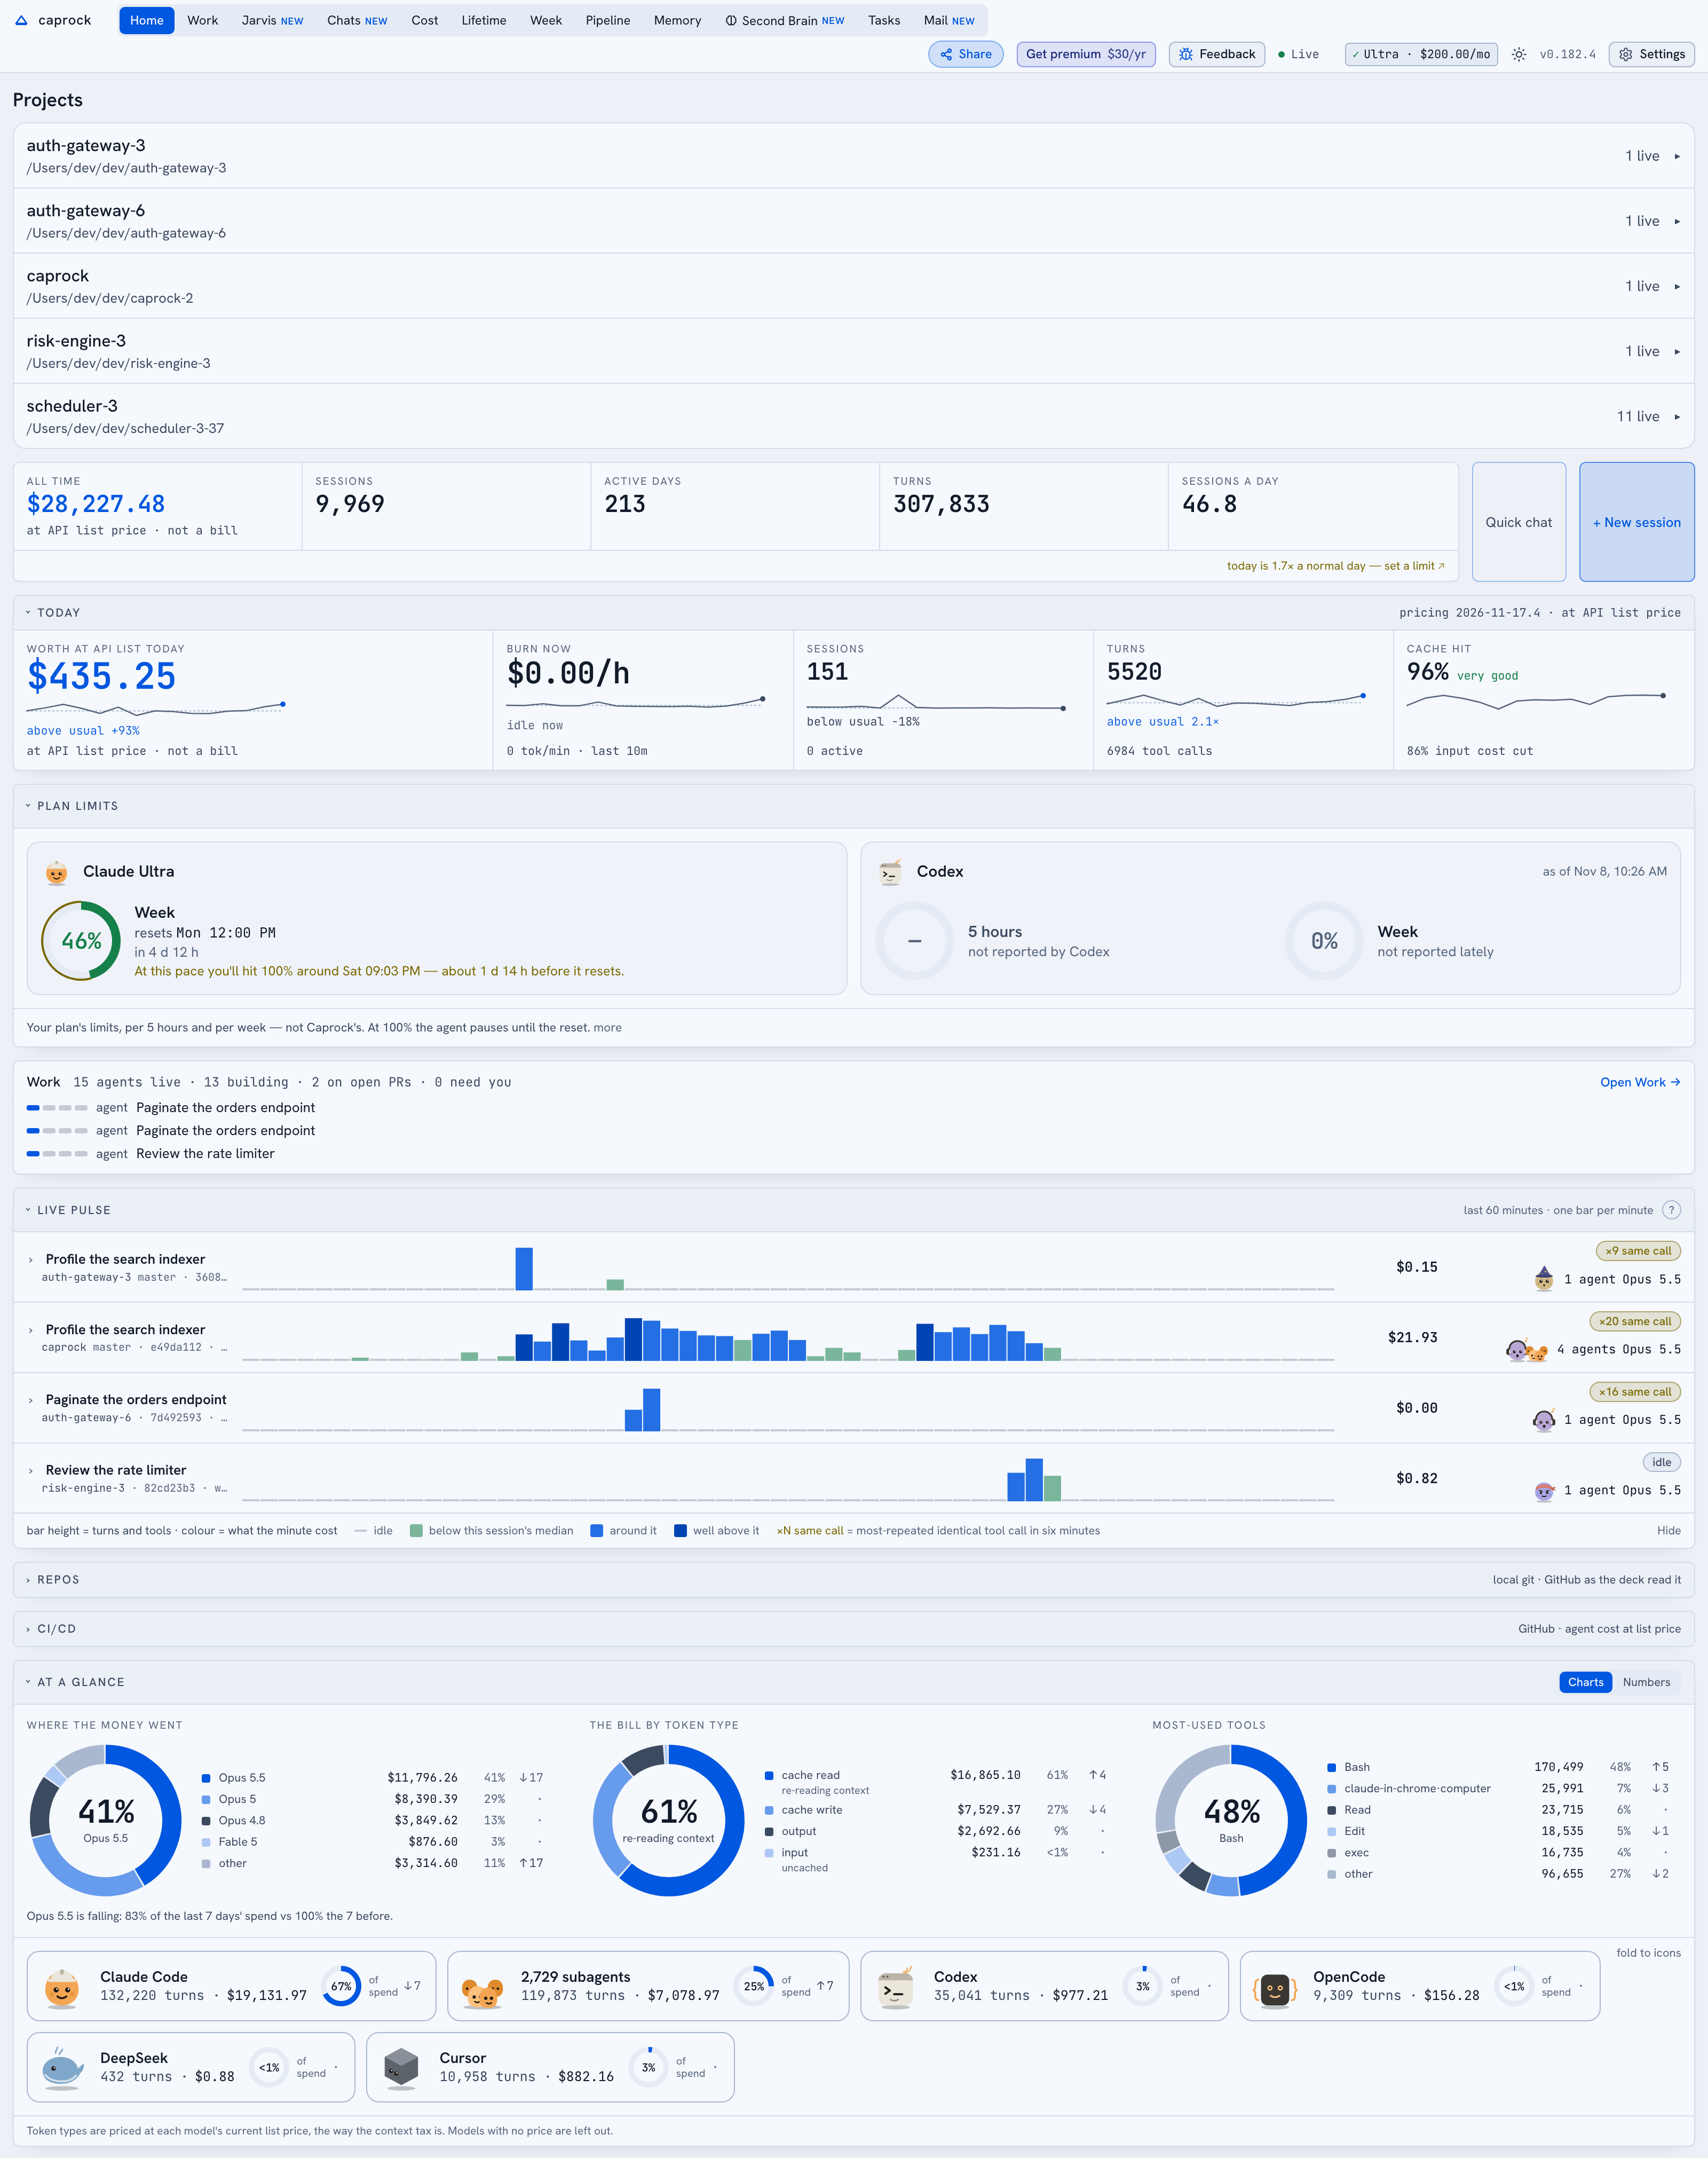 caprock
Home Work Jarvis NEW Chats NEW Cost Lifetime Week Pipeline Memory Second Brain NEW Tasks Mail NEW
Share Get premium $30/yr Feedback Live ✓ Ultra · $200.00/mo v0.182.4 Settings
Projects
auth-gateway-3
/Users/dev/dev/auth-gateway-3
1 live ▸
auth-gateway-6
/Users/dev/dev/auth-gateway-6
1 live ▸
caprock
/Users/dev/dev/caprock-2
1 live ▸
risk-engine-3
/Users/dev/dev/risk-engine-3
1 live ▸
scheduler-3
/Users/dev/dev/scheduler-3-37
11 live ▸
ALL TIME
$28,227.48
at API list price · not a bill
SESSIONS
9,969
ACTIVE DAYS
213
TURNS
307,833
SESSIONS A DAY
46.8
today is 1.7× a normal day — set a limit ↗
Quick chat
+ New session
TODAY
pricing 2026-11-17.4 · at API list price
WORTH AT API LIST TODAY
$435.25
above usual +93%
at API list price · not a bill
BURN NOW
$0.00/h
idle now
0 tok/min · last 10m
SESSIONS
151
below usual -18%
0 active
TURNS
5520
above usual 2.1×
6984 tool calls
CACHE HIT
96% very good
86% input cost cut
PLAN LIMITS
Claude Ultra
46%
Week
resets Mon 12:00 PM
in 4 d 12 h
At this pace you'll hit 100% around Sat 09:03 PM — about 1 d 14 h before it resets.
Codex
as of Nov 8, 10:26 AM
—
5 hours
not reported by Codex
0%
Week
not reported lately
Your plan's limits, per 5 hours and per week — not Caprock's. At 100% the agent pauses until the reset. more
Work 15 agents live · 13 building · 2 on open PRs · 0 need you
Open Work →
agent Paginate the orders endpoint
agent Paginate the orders endpoint
agent Review the rate limiter
LIVE PULSE
last 60 minutes · one bar per minute ?
Profile the search indexer
auth-gateway-3 master · 3608…
$0.15
×9 same call
1 agent Opus 5.5
Profile the search indexer
caprock master · e49da112 · …
$21.93
×20 same call
4 agents Opus 5.5
Paginate the orders endpoint
auth-gateway-6 · 7d492593 · …
$0.00
×16 same call
1 agent Opus 5.5
Review the rate limiter
risk-engine-3 · 82cd23b3 · w…
$0.82
idle
1 agent Opus 5.5
bar height = turns and tools · colour = what the minute cost idle below this session's median around it well above it ×N same call = most-repeated identical tool call in six minutes Hide
REPOS
local git · GitHub as the deck read it
CI/CD
GitHub · agent cost at list price
AT A GLANCE
Charts Numbers
WHERE THE MONEY WENT
41%
Opus 5.5
Opus 5.5 $11,796.26 41% ↓17
Opus 5 $8,390.39 29% ·
Opus 4.8 $3,849.62 13% ·
Fable 5 $876.60 3% ·
other $3,314.60 11% ↑17
Opus 5.5 is falling: 83% of the last 7 days' spend vs 100% the 7 before.
THE BILL BY TOKEN TYPE
61%
re-reading context
cache read $16,865.10 61% ↑4
re-reading context
cache write $7,529.37 27% ↓4
output $2,692.66 9% ·
input $231.16 <1% ·
uncached
MOST-USED TOOLS
48%
Bash
Bash 170,499 48% ↑5
claude-in-chrome·computer 25,991 7% ↓3
Read 23,715 6% ·
Edit 18,535 5% ↓1
exec 16,735 4% ·
other 96,655 27% ↓2
fold to icons
Claude Code
132,220 turns · $19,131.97
67%
of spend ↓7
2,729 subagents
119,873 turns · $7,078.97
25%
of spend ↑7
Codex
35,041 turns · $977.21
3%
of spend ·
OpenCode
9,309 turns · $156.28
<1%
of spend ·
DeepSeek
432 turns · $0.88
<1%
of spend ·
Cursor
10,958 turns · $882.16
3%
of spend ·
Token types are priced at each model's current list price, the way the context tax is. Models with no price are left out.